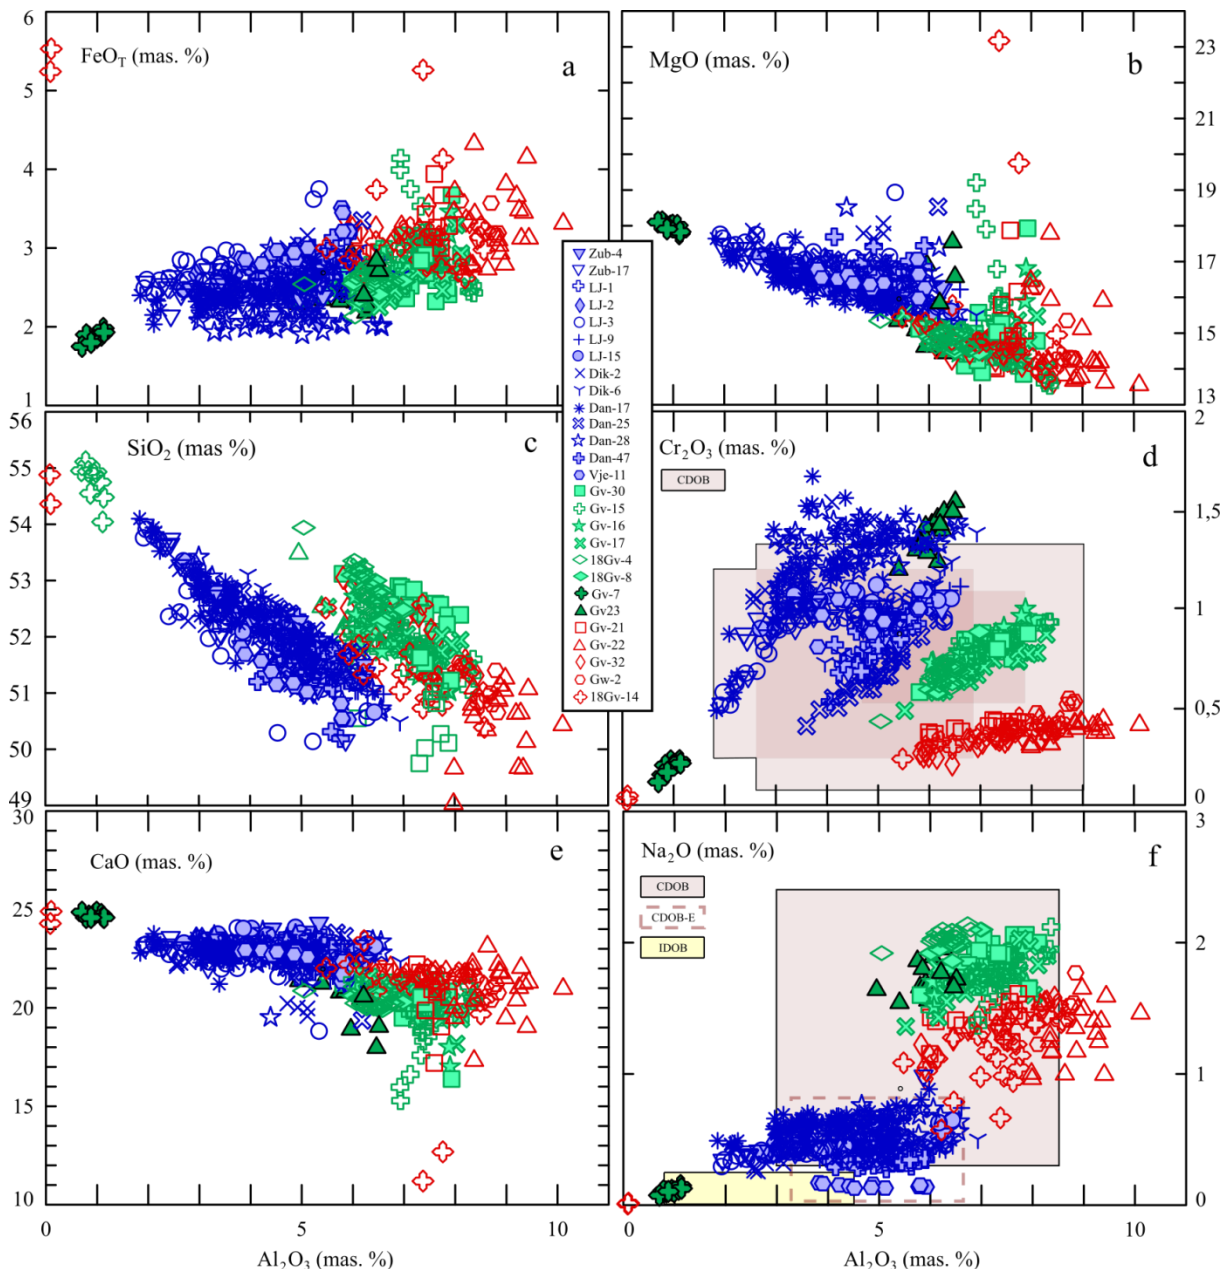 6
5
4
3
2
1
FeO_T (mas. %)
a
MgO (mas. %)
b
23
21
19
17
15
13
56
55
54
53
52
51
50
49
SiO₂ (mas %)
c
Zub-4
Zub-17
LJ-1
LJ-2
LJ-3
LJ-9
LJ-15
Dik-2
Dik-6
Dan-17
Dan-25
Dan-28
Dan-47
Vje-11
Gv-30
Gv-15
Gv-16
Gv-17
18Gv-4
18Gv-8
Gv-7
Gv23
Gv-21
Gv-22
Gv-32
Gw-2
18Gv-14
Cr₂O₃ (mas. %)
d
CDOB
2
1.5
1
0.5
0
30
25
20
15
10
CaO (mas. %)
e
0
5
10
Al₂O₃ (mas. %)
Na₂O (mas. %)
f
CDOB
CDOB-E
IDOB
3
2
1
0
0
5
10
Al₂O₃ (mas. %)